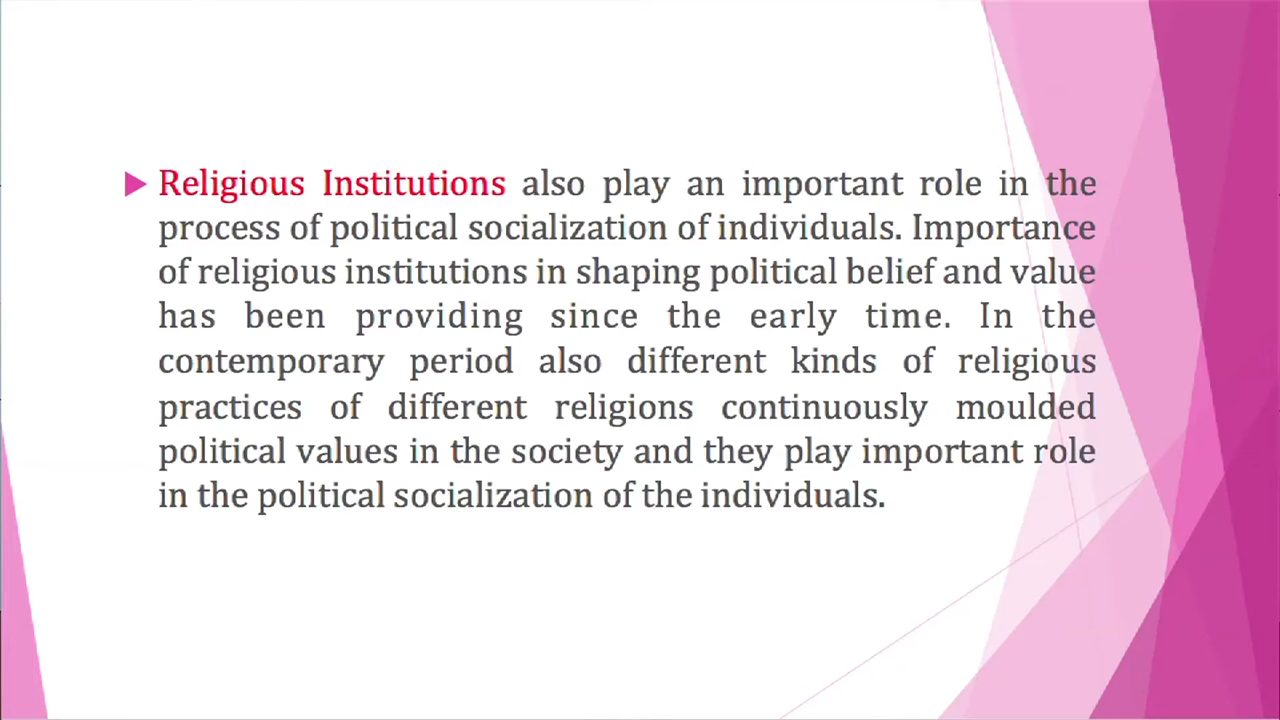 Religious Institutions also play an important role in the
process of political socialization of individuals. Importance
of religious institutions in shaping political belief and value
has been providing since the early time. In the
contemporary period also different kinds of religious
practices of different religions continuously moulded
political values in the society and they play important role
in the political socialization of the individuals.